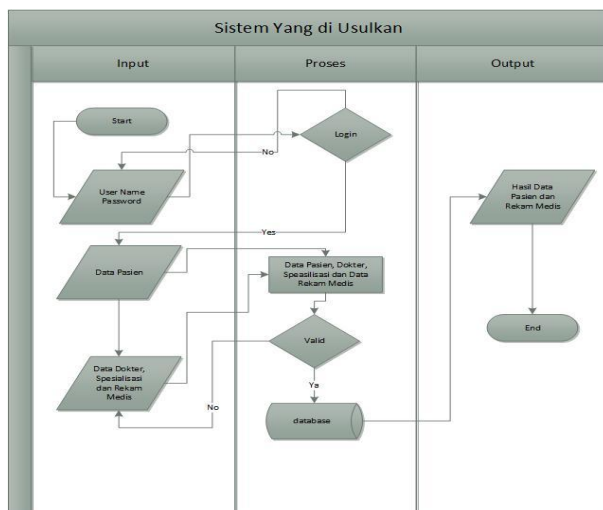 Sistem Yang di Usulkan
Input
Proses
Output
Start
Login
No
User Name
Password
Hasil Data
Pasien dan
Rekam Medis
Yes
Data Pasien
Data Pasien, Dokter,
Speasilisasi dan Data
Rekam Medis
End
Valid
Data Dokter,
Spesialisasi
dan Rekam
Medis
Ya
No
database